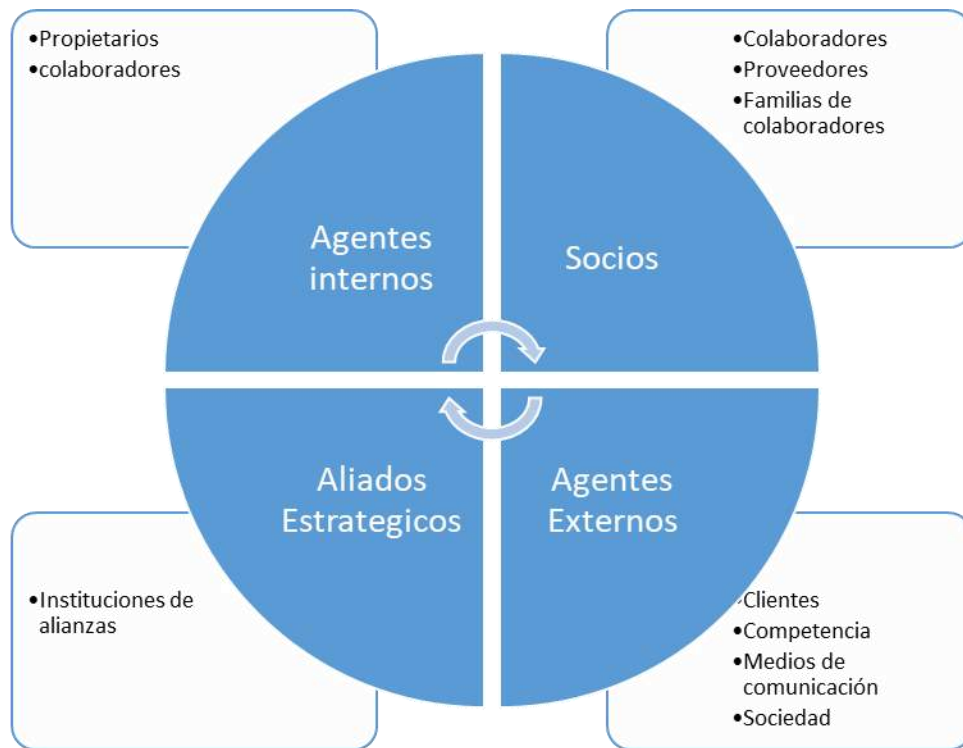 •Propietarios
•colaboradores
•Colaboradores
•Proveedores
•Familias de
colaboradores
Agentes
internos
Socios
Aliados
Estrategicos
Agentes
Externos
•Instituciones de
alianzas
•Clientes
•Competencia
•Medios de
comunicación
•Sociedad